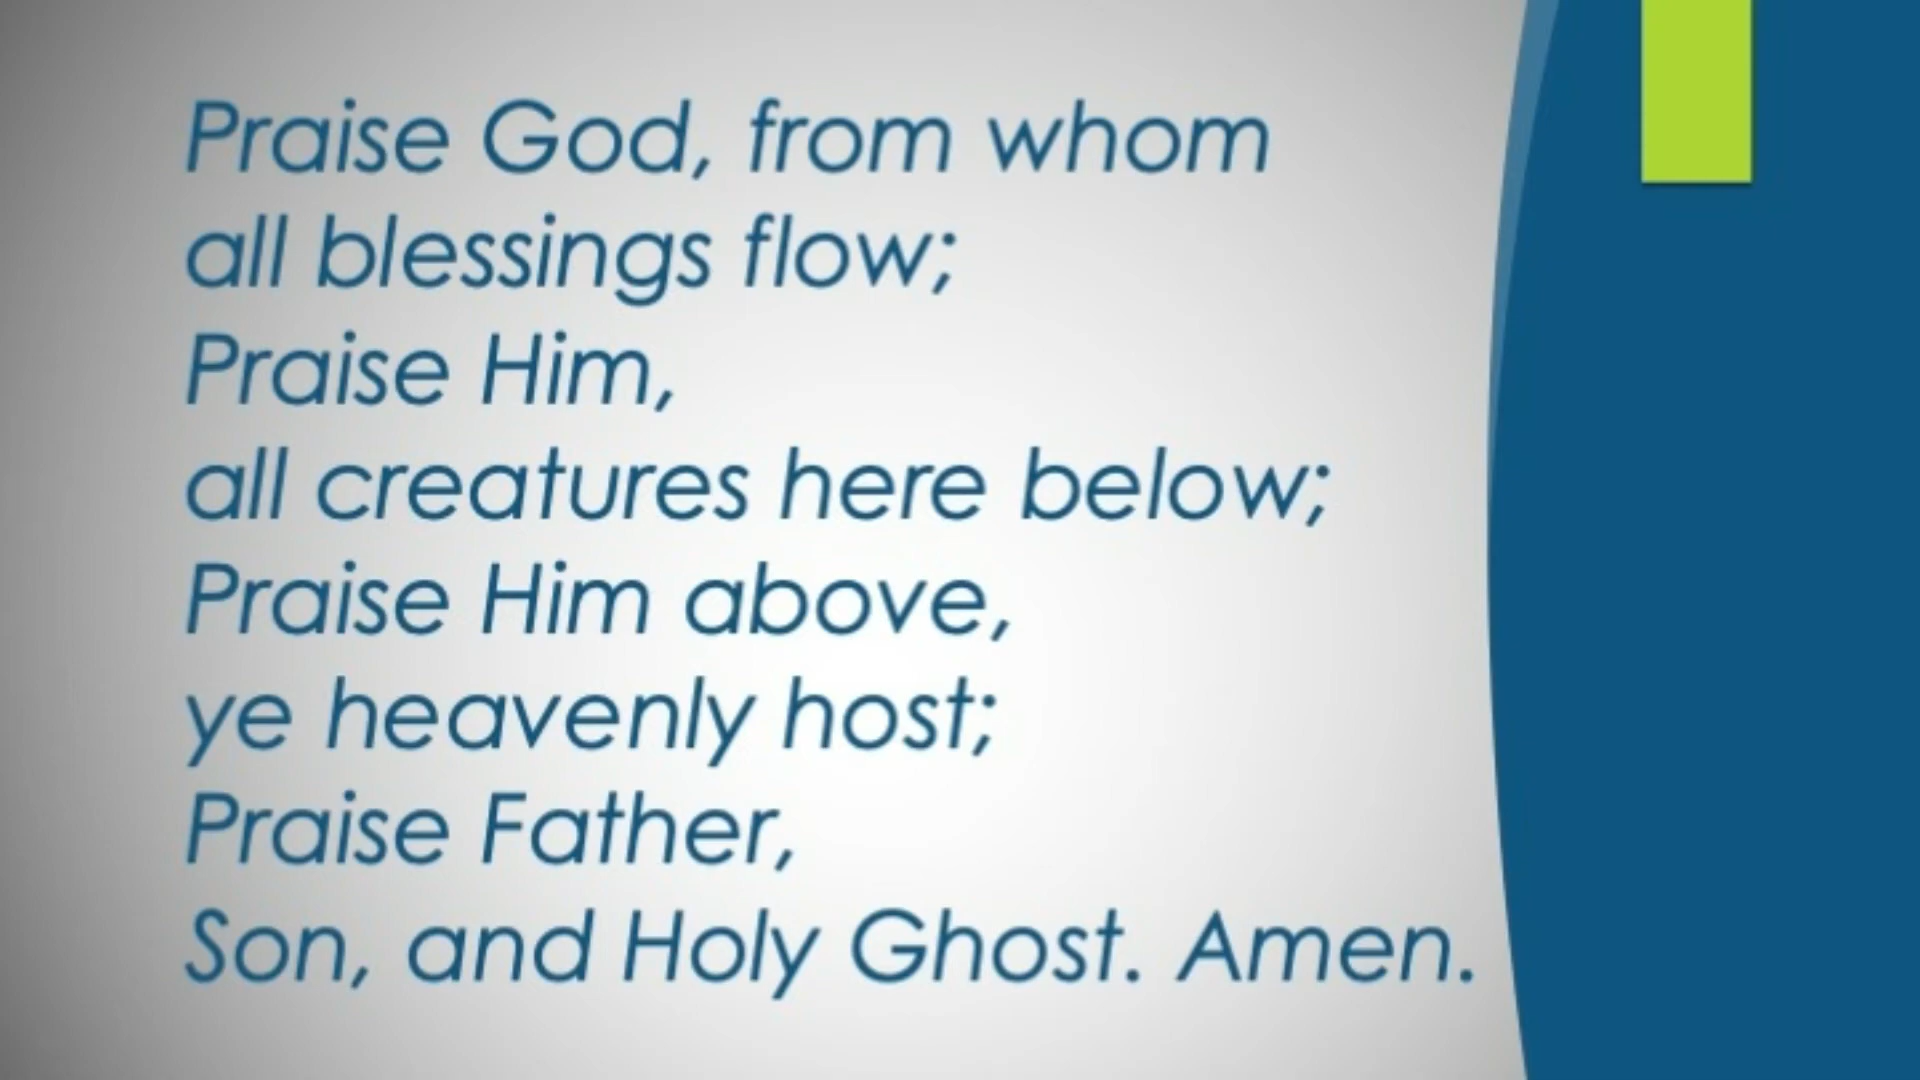 Praise God, from whom
all blessings flow;
Praise Him,
all creatures here below;
Praise Him above,
ye heavenly host;
Praise Father,
Son, and Holy Ghost. Amen.